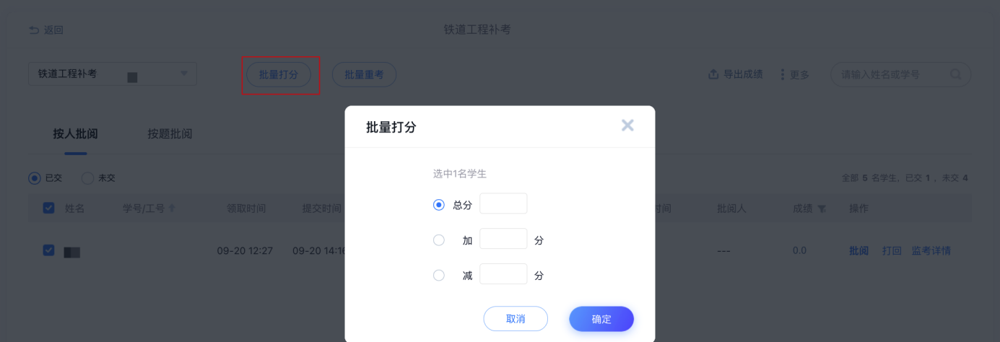 返回
铁道工程补考
铁道工程补考
批量打分
批量重考
导出成绩
更多
请输入姓名或学号
批量打分
按人批阅
按题批阅
选中1名学生
已交
未交
全部 5 名学生, 已交 1 , 未交 4
总分
姓名 学号/工号 领取时间 提交时间 时间 批阅人 成绩 操作
加 分
09-20 12:27 09-20 14:16 --- 0.0 批阅 打回 监考详情
减 分
取消
确定